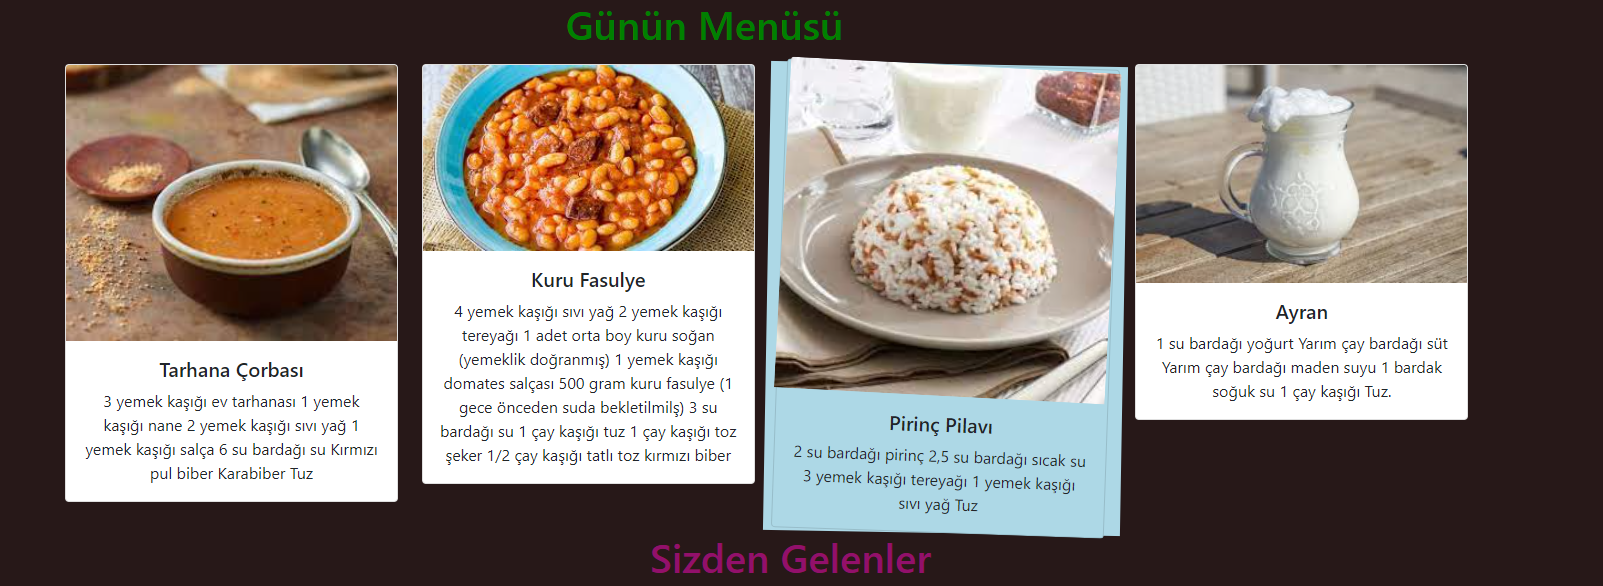 Günün Menüsü
Tarhana Çorbası
3 yemek kaşığı ev tarhanası 1 yemek
kaşığı nane 2 yemek kaşığı sıvı yağ 1
yemek kaşığı salça 6 su bardağı su Kırmızı
pul biber Karabiber Tuz
Kuru Fasulye
4 yemek kaşığı sıvı yağ 2 yemek kaşığı
tereyağı 1 adet orta boy kuru soğan
(yemeklik doğranmış) 1 yemek kaşığı
domates salçası 500 gram kuru fasulye (1
gece önceden suda bekletilmilş) 3 su
bardağı su 1 çay kaşığı tuz 1 çay kaşığı toz
şeker 1/2 çay kaşığı tatlı toz kırmızı biber
Pirinç Pilavı
2 su bardağı pirinç 2,5 su bardağı sıcak su
3 yemek kaşığı tereyağı 1 yemek kaşığı
sıvı yağ Tuz
Ayran
1 su bardağı yoğurt Yarım çay bardağı süt
Yarım çay bardağı maden suyu 1 bardak
soğuk su 1 çay kaşığı Tuz.
Sizden Gelenler